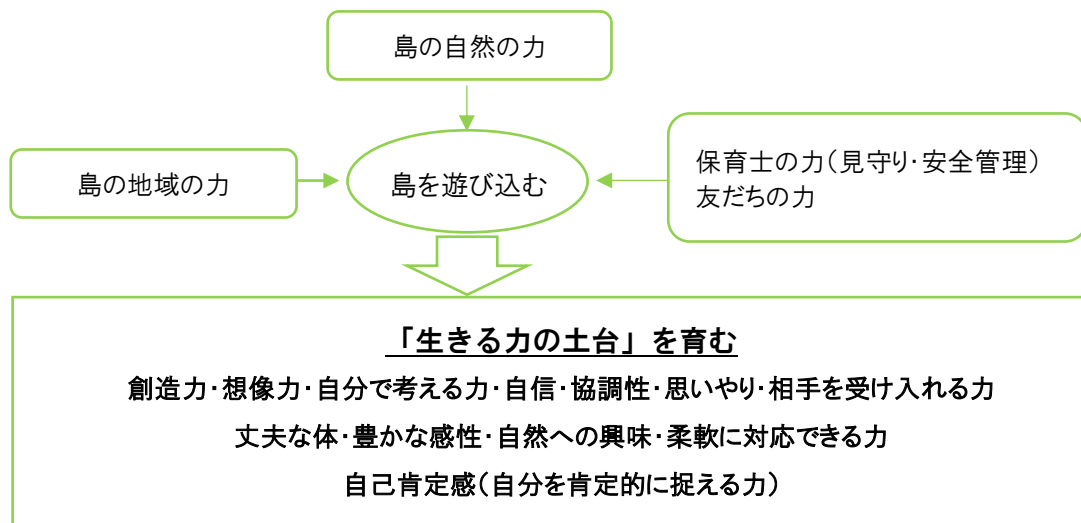 島の自然の力
島の地域の力
島を遊び込む
保育士の力(見守り・安全管理)
友だちの力
「生きる力の土台」を育む
創造力・想像力・自分で考える力・自信・協調性・思いやり・相手を受け入れる力
丈夫な体・豊かな感性・自然への興味・柔軟に対応できる力
自己肯定感(自分を肯定的に捉える力)